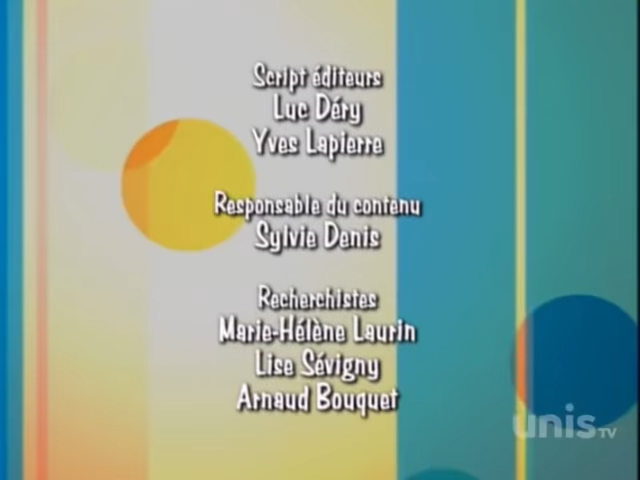 Script éditeurs
Luc Déry
Yves Lapierre
Responsable du contenu
Sylvie Denis
Recherchistes
Marie-Hélène Laurin
Lise Sévigny
Arnaud Bouquet
unis TV